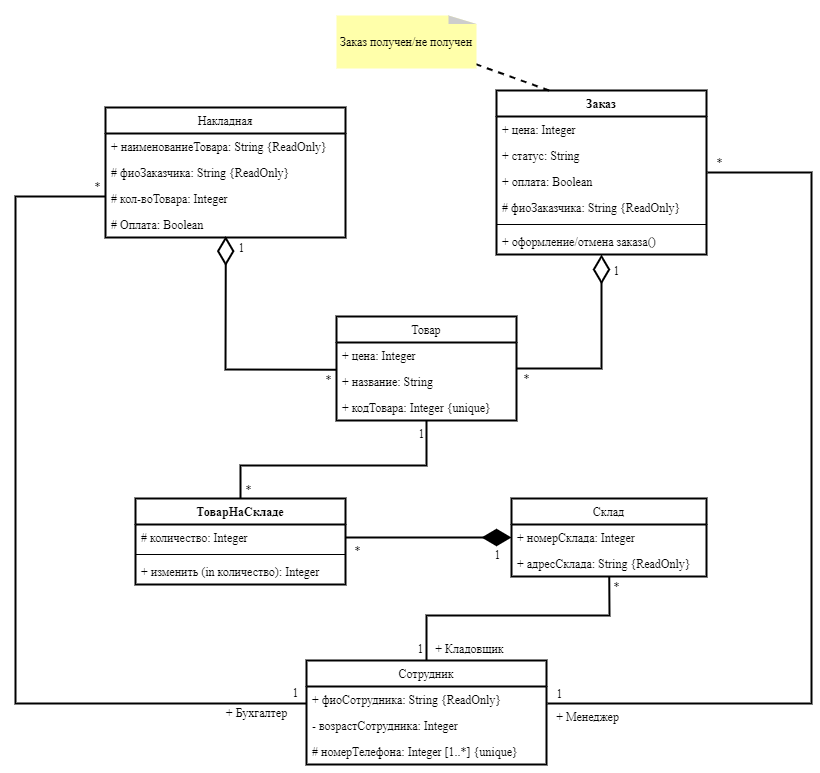 Заказ получен/не получен
Накладная
+ наименованиеТовара: String {ReadOnly}
# фиоЗаказчика: String {ReadOnly}
# кол-воТовара: Integer
# Оплата: Boolean
Заказ
+ цена: Integer
+ статус: String
+ оплата: Boolean
# фиоЗаказчика: String {ReadOnly}
+ оформление/отмена заказа()
*
*
1
1
Товар
+ цена: Integer
+ название: String
+ кодТовара: Integer {unique}
*
*
1
*
ТоварНаСкладе
# количество: Integer
+ изменить (in количество): Integer
*
1
Склад
+ номерСклада: Integer
+ адресСклада: String {ReadOnly}
*
1
+ Кладовщик
Сотрудник
+ фиоСотрудника: String {ReadOnly}
- возрастСотрудника: Integer
# номерТелефона: Integer [1..*] {unique}
1
+ Бухгалтер
1
+ Менеджер